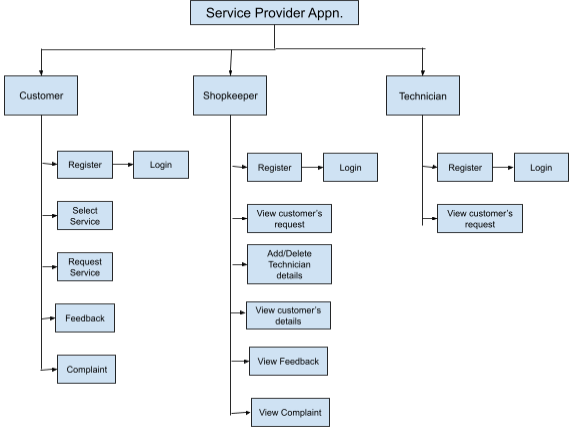 Service Provider Appn.
Customer
Shopkeeper
Technician
Register
Login
Select
Service
Request
Service
Feedback
Complaint
Register
Login
View customer's
request
Add/Delete
Technician
details
View customer's
details
View Feedback
View Complaint
Register
Login
View customer's
request